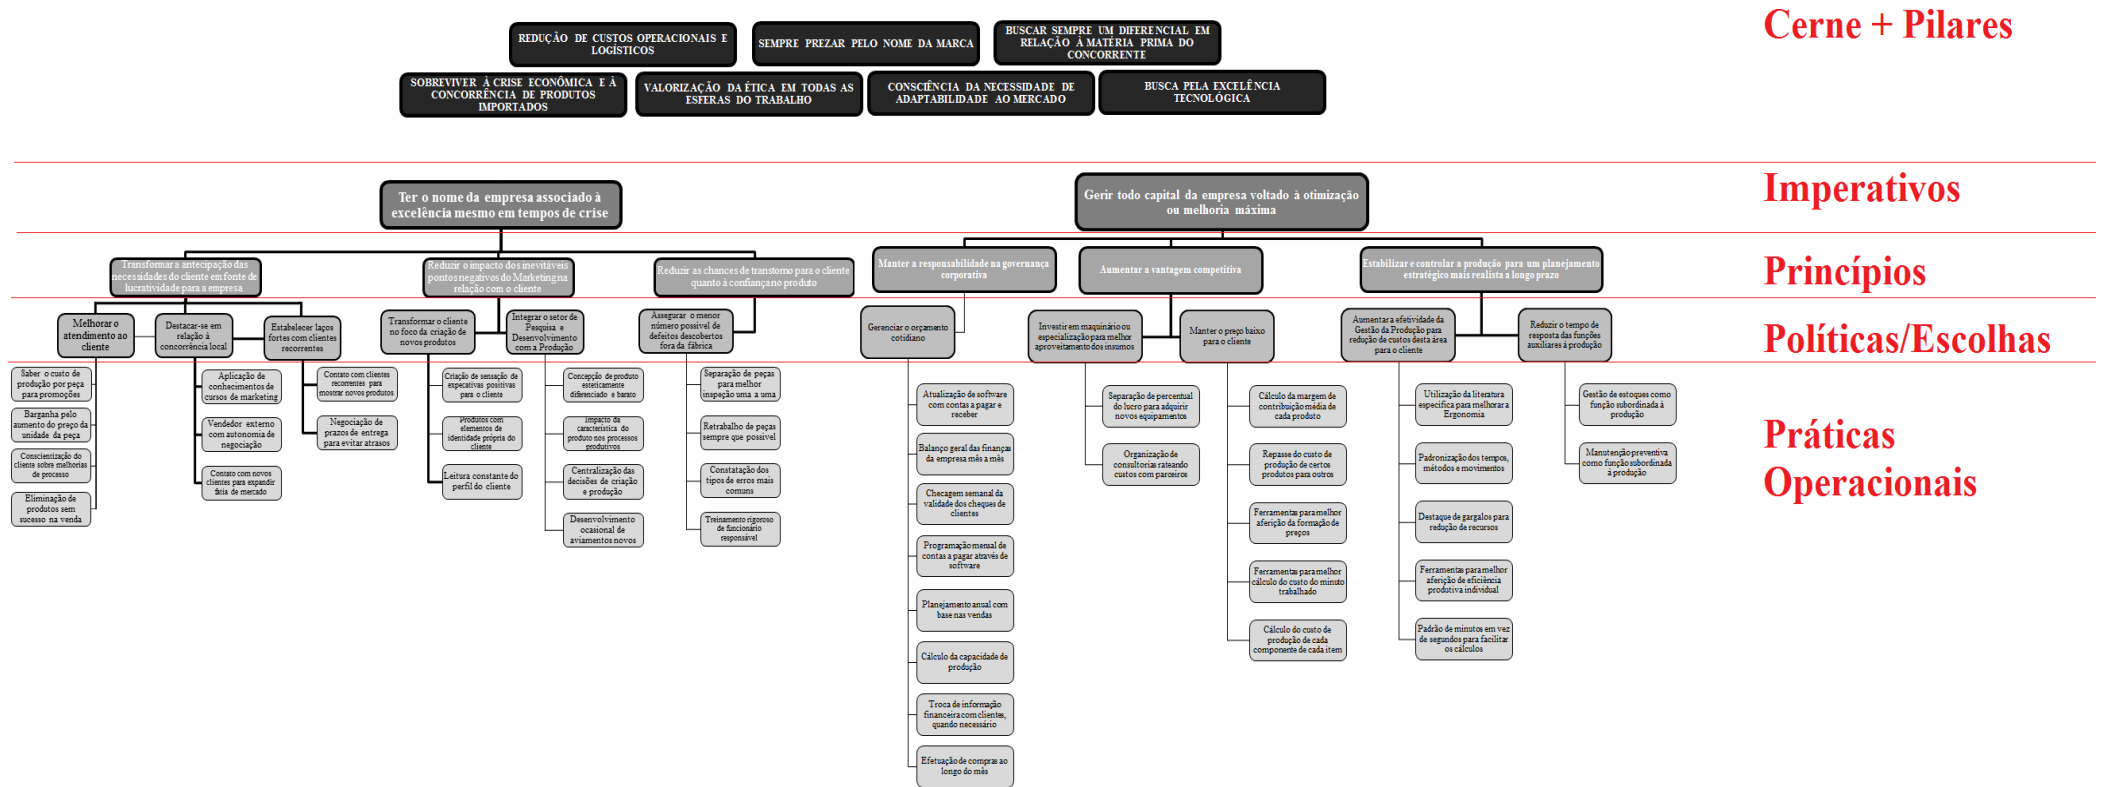 Cerne + Pilares
REDUÇÃO DE CUSTOS OPERACIONAIS E
LOGÍSTICOS
SEMPRE PREZAR PELO NOME DA MARCA
BUSCAR SEMPRE UM DIFERENCIAL EM
RELAÇÃO À MATÉRIA PRIMA DO
CONCORRENTE
SOBREVIVER À CRISE ECONÔMICA E À
CONCORRÊNCIA DE PRODUTOS
IMPORTADOS
VALORIZAÇÃO DA ÉTICA EM TODAS AS
ESFERAS DO TRABALHO
CONSCIÊNCIA DA NECESSIDADE DE
ADAPTABILIDADE AO MERCADO
BUSCA PELA EXCELÊNCIA
TECNOLÓGICA
Imperativos
Ter o nome da empresa associado à
excelência mesmo em tempos de crise
Gerir todo capital da empresa voltado à otimização
ou melhoria máxima
Princípios
Transformar a antecipação das
necessidades do cliente em fonte de
lucratividade para a empresa
Reduzir o impacto dos inevitáveis
pontos negativos do Marketing na
relação com o cliente
Reduzir as chances de transtorno para o cliente
quanto à confiança no produto
Manter a responsabilidade na governança
corporativa
Aumentar a vantagem competitiva
Estabilizar e controlar a produção para um planejamento
estratégico mais realista a longo prazo
Políticas/Escolhas
Melhorar o
atendimento ao
cliente
Destacar-se em
relação à
concorrência local
Estabelecer laços
fortes com clientes
recorrentes
Transformar o cliente
no foco da criação de
novos produtos
Integrar o setor de
Pesquisa e
Desenvolvimento
com a Produção
Assegurar o menor
número possível de
defeitos descobertos
fora da fábrica
Gerenciar o orçamento
cotidiano
Investir em maquinário ou
especialização para melhor
aproveitamento dos insumos
Manter o preço baixo
para o cliente
Aumentar a efetividade da
Gestão da Produção para
redução de custos desta área
para o cliente
Reduzir o tempo de
resposta das funções
auxiliares à produção
Práticas
Operacionais
Saber o custo de
produção por peça
para promoções
Barganha pelo
aumento do preço da
unidade da peça
Conscientização do
cliente sobre melhorias
de processo
Eliminação de
produtos sem
sucesso na venda
Aplicação de
conhecimentos de
cursos de marketing
Vendedor externo
com autonomia de
negociação
Contato com novos
clientes para expandir
fatia de mercado
Contato com clientes
recorrentes para
mostrar novos produtos
Negociação de
prazos de entrega
para evitar atrasos
Criação de sensação de
expecativas positivas
para o cliente
Produtos com
elementos de
identidade própria do
cliente
Leitura constante do
perfil do cliente
Concepção de produto
esteticamente
diferenciado e barato
Impacto da
característica do
produto nos processos
produtivos
Centralização das
decisões de criação
e produção
Desenvolvimento
ocasional de
aviamentos novos
Separação de peças
para melhor
inspeção uma a uma
Retrabalho de peças
sempre que possível
Constatação dos
tipos de erros mais
comuns
Treinamento rigoroso
de funcionário
responsável
Atualização de software
com contas a pagar e
receber
Balanço geral das finanças
da empresa mês a mês
Checagem semanal da
validade dos cheques de
clientes
Programação mensal de
contas a pagar através de
software
Planejamento anual com
base nas vendas
Cálculo da capacidade de
produção
Troca de informação
financeira com clientes,
quando necessário
Efetuação de compras ao
longo do mês
Separação de percentual
do lucro para adquirir
novos equipamentos
Organização de
consultorias rateando
custos com parceiros
Cálculo da margem de
contribuição média de
cada produto
Repasse do custo de
produção de certos
produtos para outros
Ferramentas para melhor
aferição da formação de
preços
Ferramentas para melhor
cálculo do custo do minuto
trabalhado
Cálculo do custo de
produção de cada
componente de cada item
Utilização da literatura
específica para melhorar a
Ergonomia
Padronização dos tempos,
métodos e movimentos
Destaque de gargalos para
redução de recursos
Ferramentas para melhor
aferição de eficiência
produtiva individual
Padrão de minutos em vez
de segundos para facilitar
os cálculos
Gestão de estoques como
função subordinada à
produção
Manutenção preventiva
como função subordinada
à produção